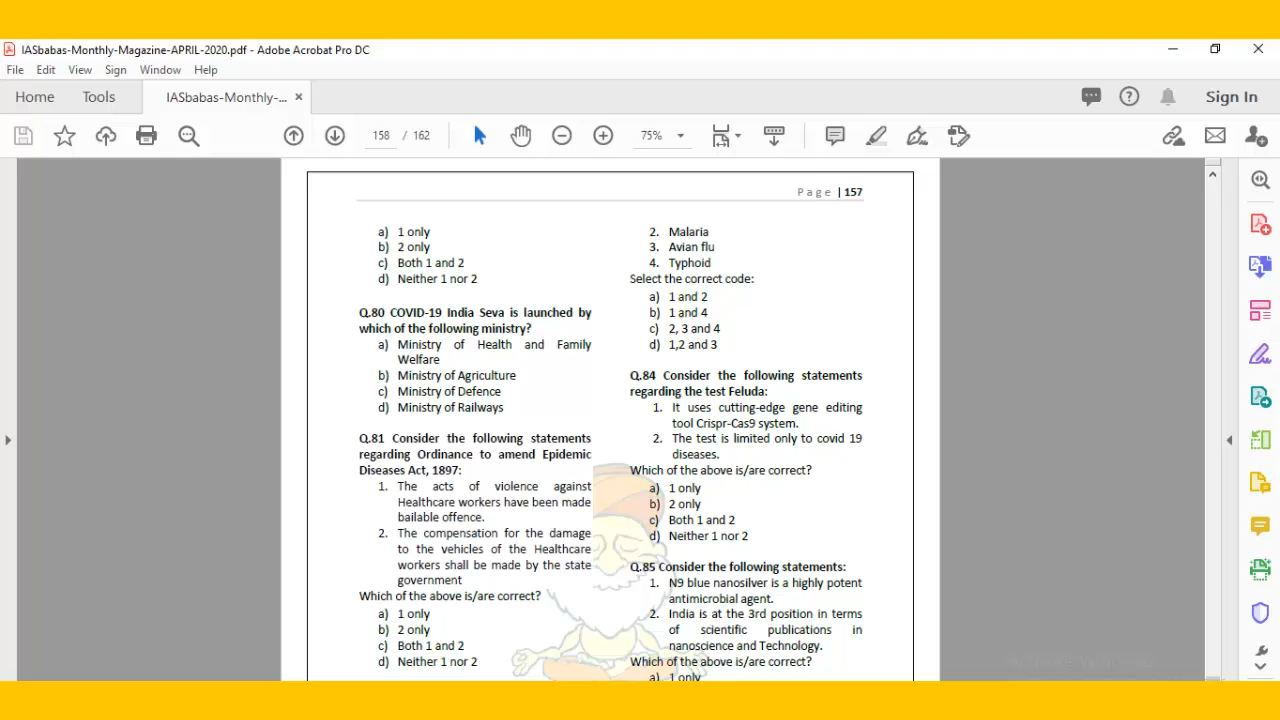 IASbabas-Monthly-Magazine-APRIL-2020.pdf - Adobe Acrobat Pro DC
File Edit View Sign Window Help
Home Tools IASbabas-Monthly-... × Sign In
158 / 162 75%
Page | 157
a) 1 only
b) 2 only
c) Both 1 and 2
d) Neither 1 nor 2
Q.80 COVID-19 India Seva is launched by
which of the following ministry?
a) Ministry of Health and Family
Welfare
b) Ministry of Agriculture
c) Ministry of Defence
d) Ministry of Railways
Q.81 Consider the following statements
regarding Ordinance to amend Epidemic
Diseases Act, 1897:
1. The acts of violence against
Healthcare workers have been made
bailable offence.
2. The compensation for the damage
to the vehicles of the Healthcare
workers shall be made by the state
government
Which of the above is/are correct?
a) 1 only
b) 2 only
c) Both 1 and 2
d) Neither 1 nor 2
2. Malaria
3. Avian flu
4. Typhoid
Select the correct code:
a) 1 and 2
b) 1 and 4
c) 2, 3 and 4
d) 1,2 and 3
Q.84 Consider the following statements
regarding the test Feluda:
1. It uses cutting-edge gene editing
tool Crispr-Cas9 system.
2. The test is limited only to covid 19
diseases.
Which of the above is/are correct?
a) 1 only
b) 2 only
c) Both 1 and 2
d) Neither 1 nor 2
Q.85 Consider the following statements:
1. N9 blue nanosilver is a highly potent
antimicrobial agent.
2. India is at the 3rd position in terms
of scientific publications in
nanoscience and Technology.
Which of the above is/are correct?
a) 1 only